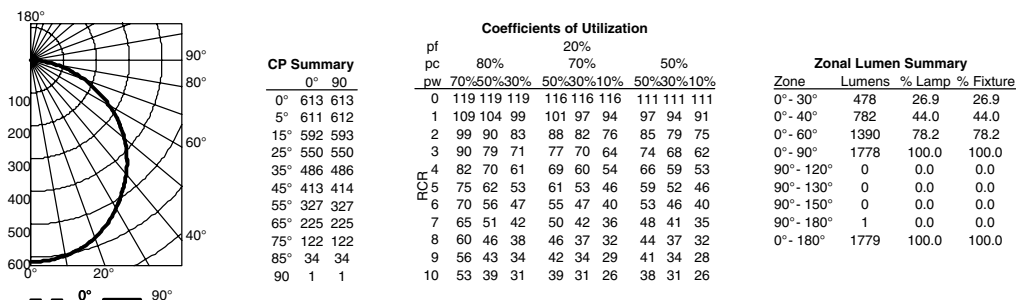 180°
90°
80°
100
200
60°
300
400
500
40°
600
0° 20°
0° 90°
CP Summary
0° 90
0° 613 613
5° 611 612
15° 592 593
25° 550 550
35° 486 486
45° 413 414
55° 327 327
65° 225 225
75° 122 122
85° 34 34
90 1 1
Coefficients of Utilization
pf 20%
pc 80% 70% 50%
pw 70%50%30% 50%30%10% 50%30%10%
RCR
0 119 119 119 116 116 116 111 111 111
1 109 104 99 101 97 94 97 94 91
2 99 90 83 88 82 76 85 79 75
3 90 79 71 77 70 64 74 68 62
4 82 70 61 69 60 54 66 59 53
5 75 62 53 61 53 46 59 52 46
6 70 56 47 55 47 40 53 46 40
7 65 51 42 50 42 36 48 41 35
8 60 46 38 46 37 32 44 37 32
9 56 43 34 42 34 29 41 34 28
10 53 39 31 39 31 26 38 31 26
Zonal Lumen Summary
Zone Lumens % Lamp % Fixture
0°- 30° 478 26.9 26.9
0°- 40° 782 44.0 44.0
0°- 60° 1390 78.2 78.2
0°- 90° 1778 100.0 100.0
90°- 120° 0 0.0 0.0
90°- 130° 0 0.0 0.0
90°- 150° 0 0.0 0.0
90°- 180° 1 0.0 0.0
0°- 180° 1779 100.0 100.0